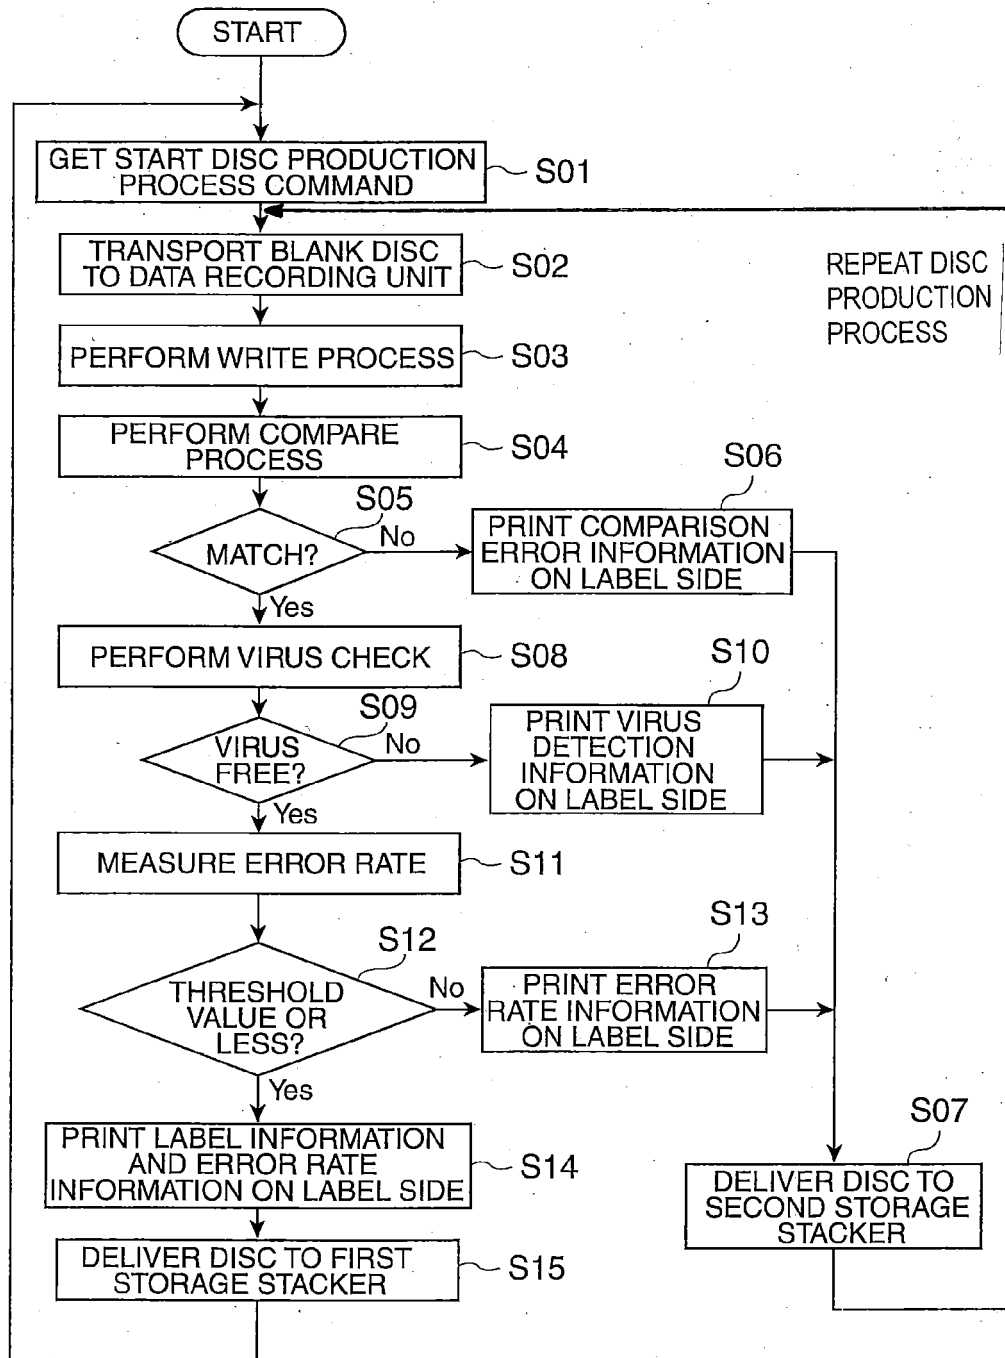 START
GET START DISC PRODUCTION
PROCESS COMMAND
S01
TRANSPORT BLANK DISC
TO DATA RECORDING UNIT
S02
REPEAT DISC
PRODUCTION
PROCESS
PERFORM WRITE PROCESS
S03
PERFORM COMPARE
PROCESS
S04
S05
MATCH?
No
Yes
S06
PRINT COMPARISON
ERROR INFORMATION
ON LABEL SIDE
PERFORM VIRUS CHECK
S08
S09
VIRUS
FREE?
No
Yes
S10
PRINT VIRUS
DETECTION
INFORMATION
ON LABEL SIDE
MEASURE ERROR RATE
S11
S12
THRESHOLD
VALUE OR
LESS?
No
Yes
S13
PRINT ERROR
RATE INFORMATION
ON LABEL SIDE
PRINT LABEL INFORMATION
AND ERROR RATE
INFORMATION ON LABEL SIDE
S14
S07
DELIVER DISC TO
SECOND STORAGE
STACKER
DELIVER DISC TO FIRST
STORAGE STACKER
S15